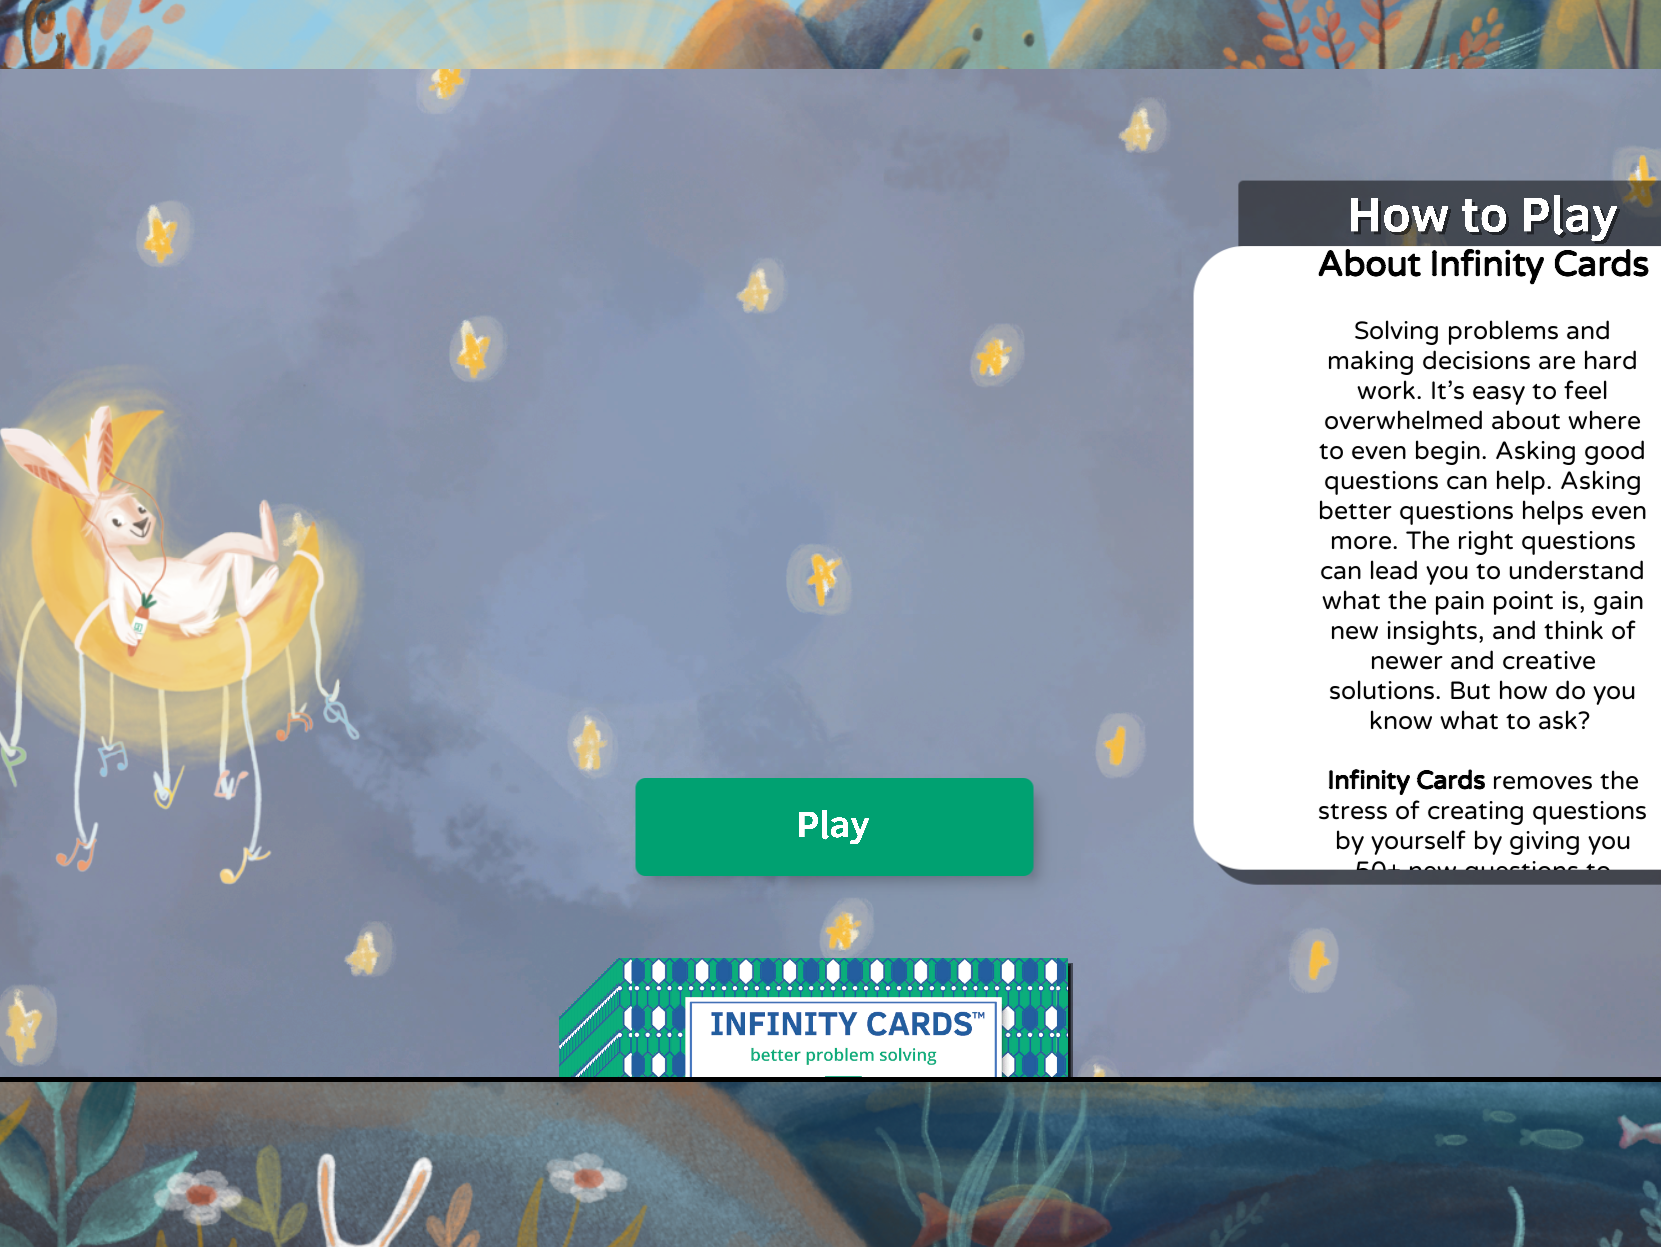 How to Play
About Infinity Cards
Solving problems and
making decisions are hard
work. It’s easy to feel
overwhelmed about where
to even begin. Asking good
questions can help. Asking
better questions helps even
more. The right questions
can lead you to understand
what the pain point is, gain
new insights, and think of
newer and creative
solutions. But how do you
know what to ask?
Infinity Cards removes the
stress of creating questions
by yourself by giving you
50+ new questions to
Play
INFINITY CARDS™
better problem solving